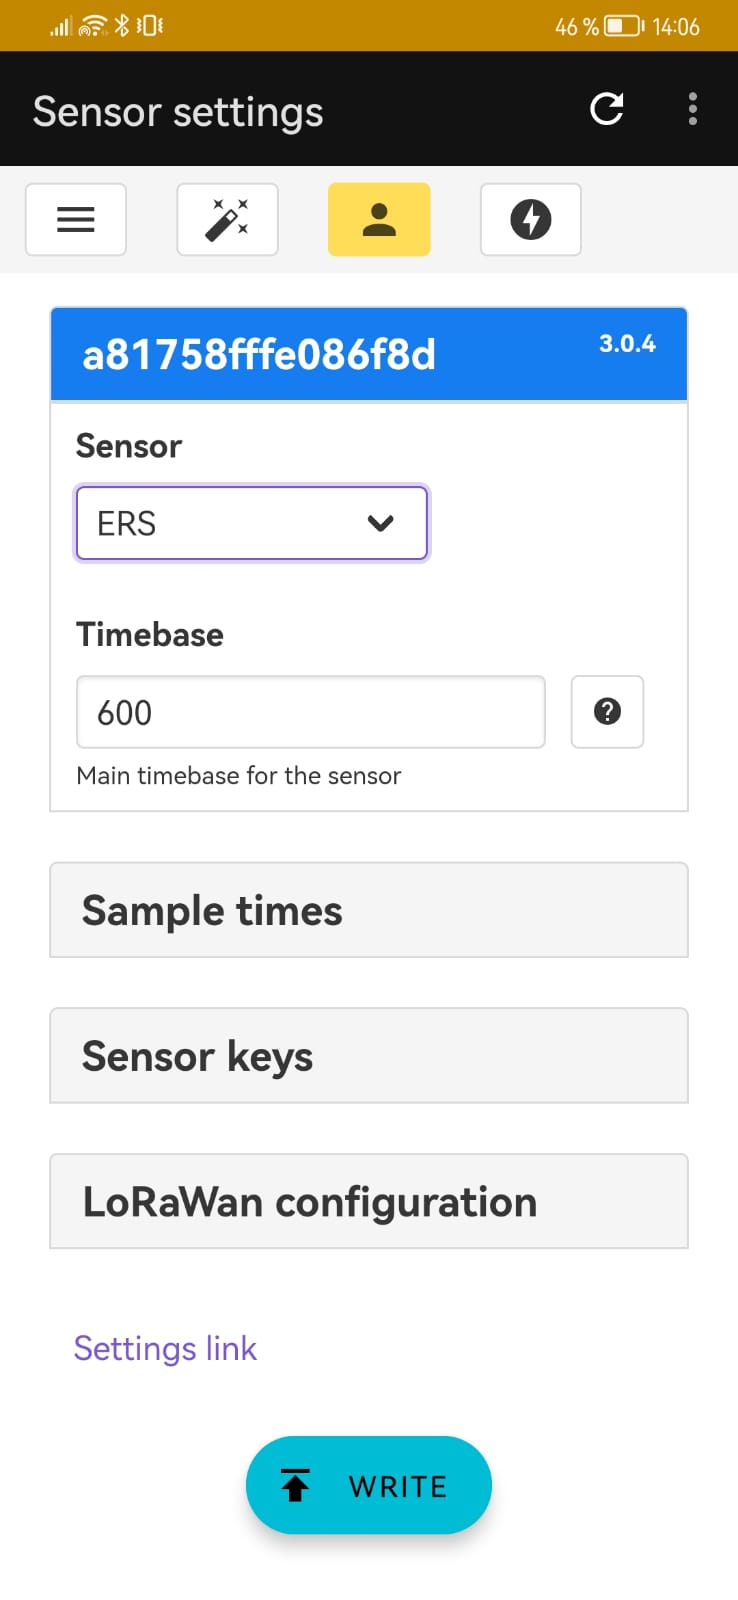 46 % 14:06
Sensor settings
a81758fffe086f8d 3.0.4
Sensor
ERS
Timebase
600
Main timebase for the sensor
Sample times
Sensor keys
LoRaWan configuration
Settings link
WRITE